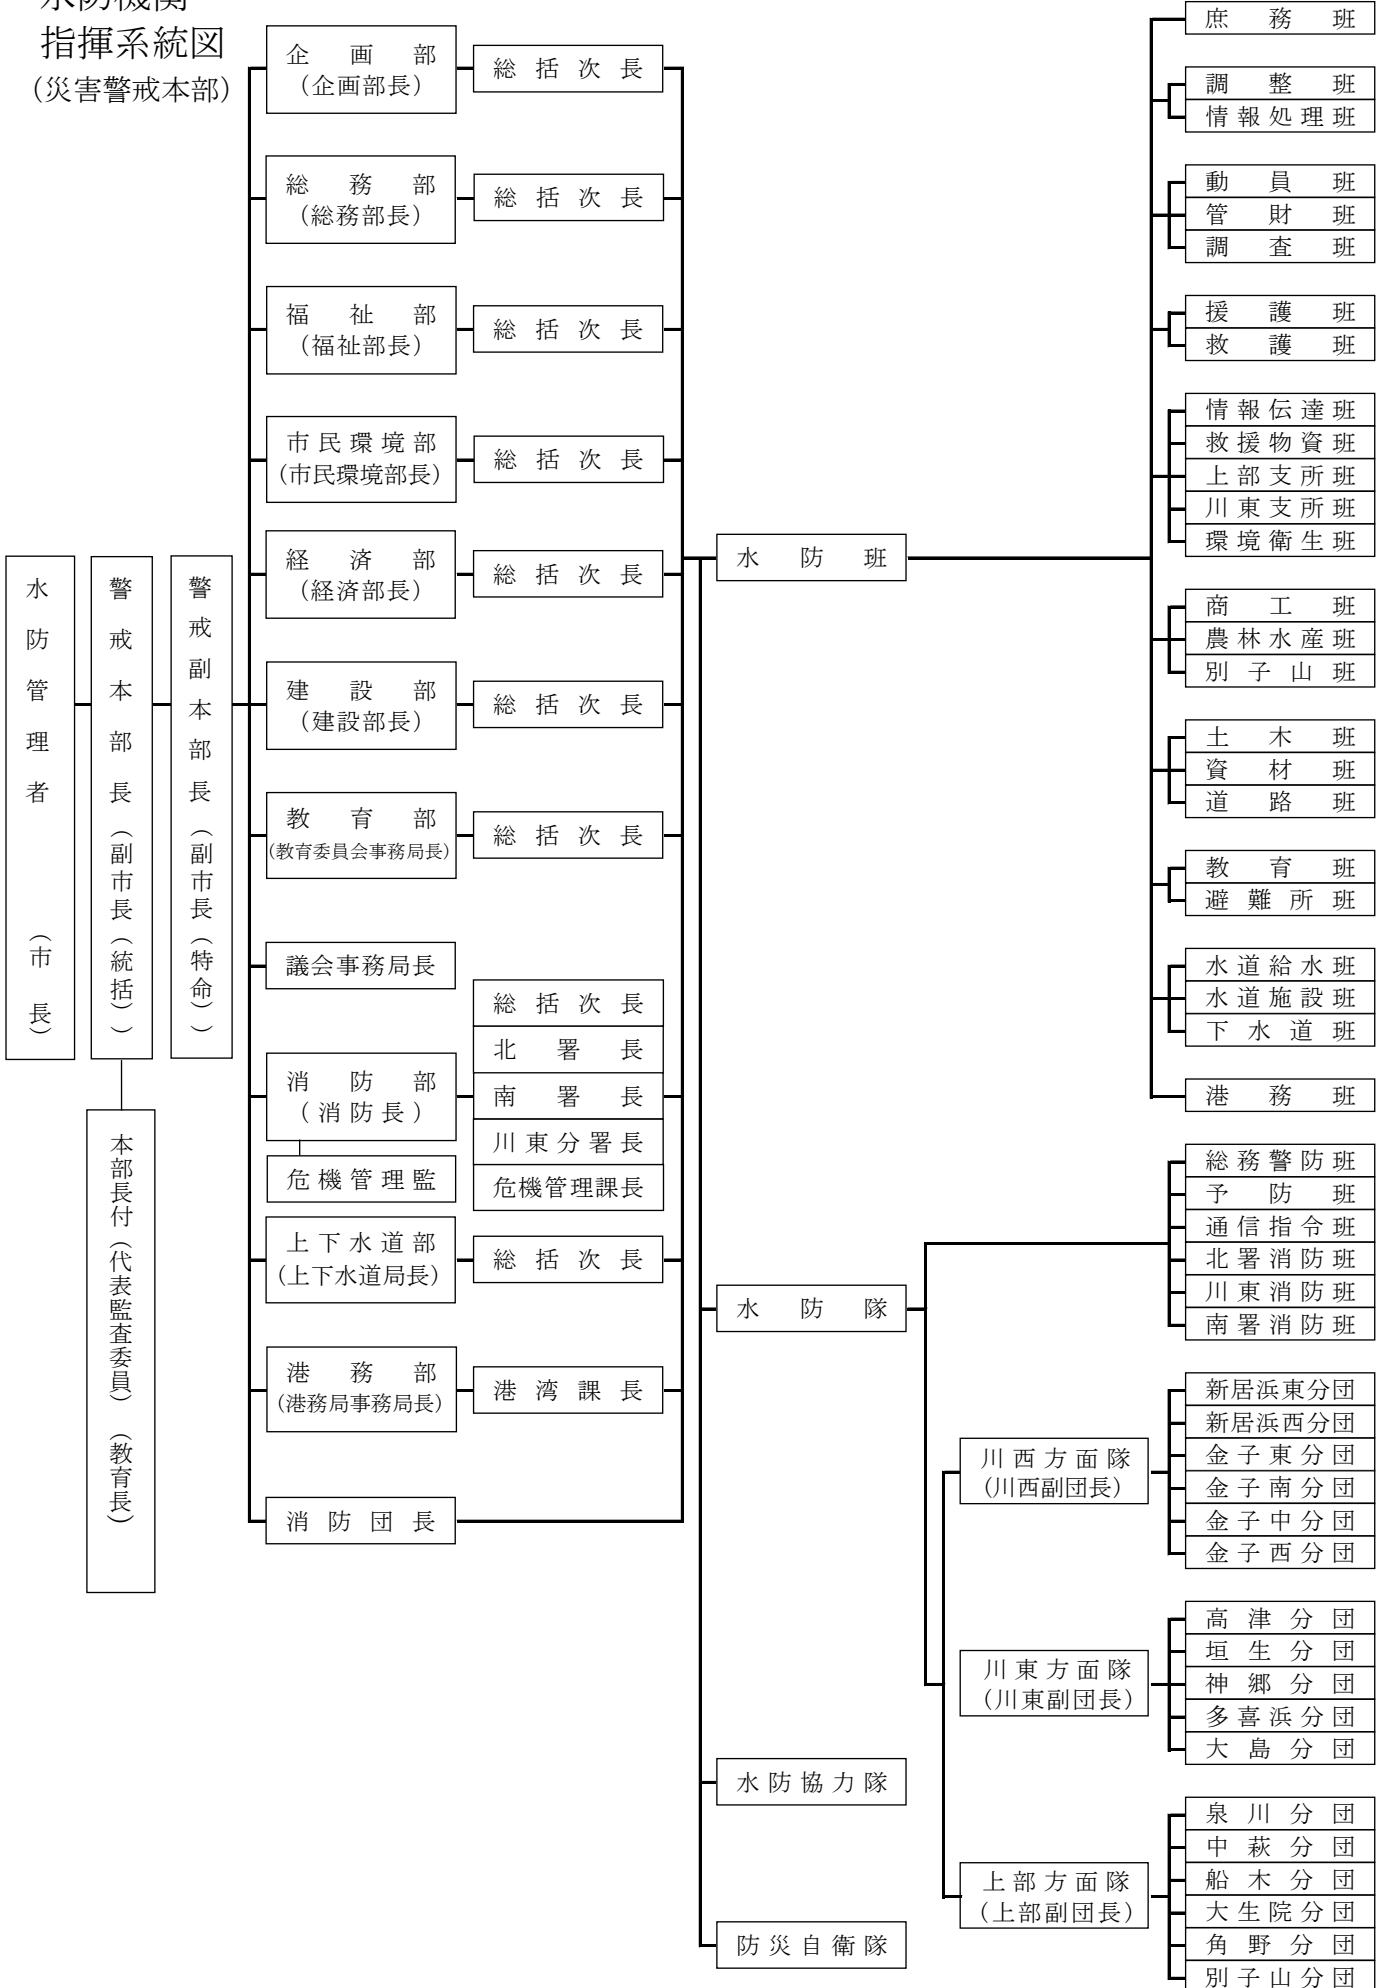 水防機関
指揮系統図
(災害警戒本部)
水防管理者 (市長)
警戒本部長(副市長(統括))
警戒副本部長(副市長(特命))
本部長付(代表監査委員)(教育長)
企画部
(企画部長)
総括次長
総務部
(総務部長)
総括次長
福祉部
(福祉部長)
総括次長
市民環境部
(市民環境部長)
総括次長
経済部
(経済部長)
総括次長
建設部
(建設部長)
総括次長
教育部
(教育委員会事務局長)
総括次長
議会事務局長
消防部
(消防長)
危機管理監
総括次長
北署長
南署長
川東分署長
危機管理課長
上下水道部
(上下水道局長)
総括次長
港務部
(港務局事務局長)
港湾課長
消防団長
水防班
庶務班
調整班
情報処理班
動員班
管財班
調査班
援護班
救護班
情報伝達班
救援物資班
上部支所班
川東支所班
環境衛生班
商工班
農林水産班
別子山班
土木班
資材班
道路班
教育班
避難所班
水道給水班
水道施設班
下水道班
港務班
水防隊
総務警防班
予防班
通信指令班
北署消防班
川東消防班
南署消防班
川西方面隊
(川西副団長)
新居浜東分団
新居浜西分団
金子東分団
金子南分団
金子中分団
金子西分団
川東方面隊
(川東副団長)
高津分団
垣生分団
神郷分団
多喜浜分団
大島分団
上部方面隊
(上部副団長)
泉川分団
中萩分団
船木分団
大生院分団
角野分団
別子山分団
水防協力隊
防災自衛隊